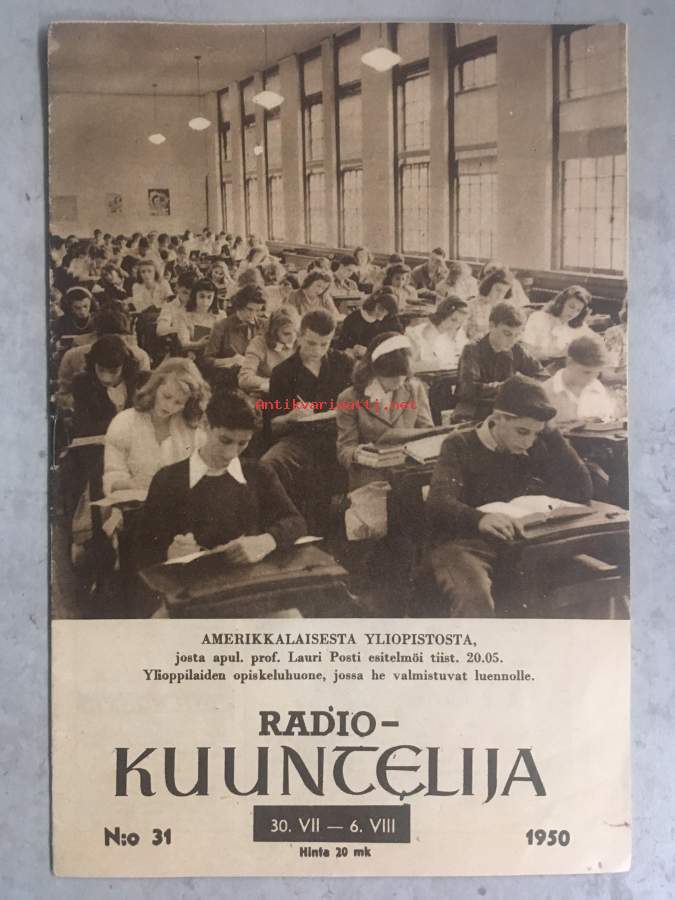 Antikvariaatti.net
AMERIKKALAISESTA YLIOPISTOSTA,
josta apul. prof. Lauri Posti esitelmöi tiist. 20.05.
Ylioppilaiden opiskeluhuone, jossa he valmistuvat luennolle.
RADIO-
KUUNTELIJA
30. VII — 6. VIII
N:o 31
1950
Hinta 20 mk